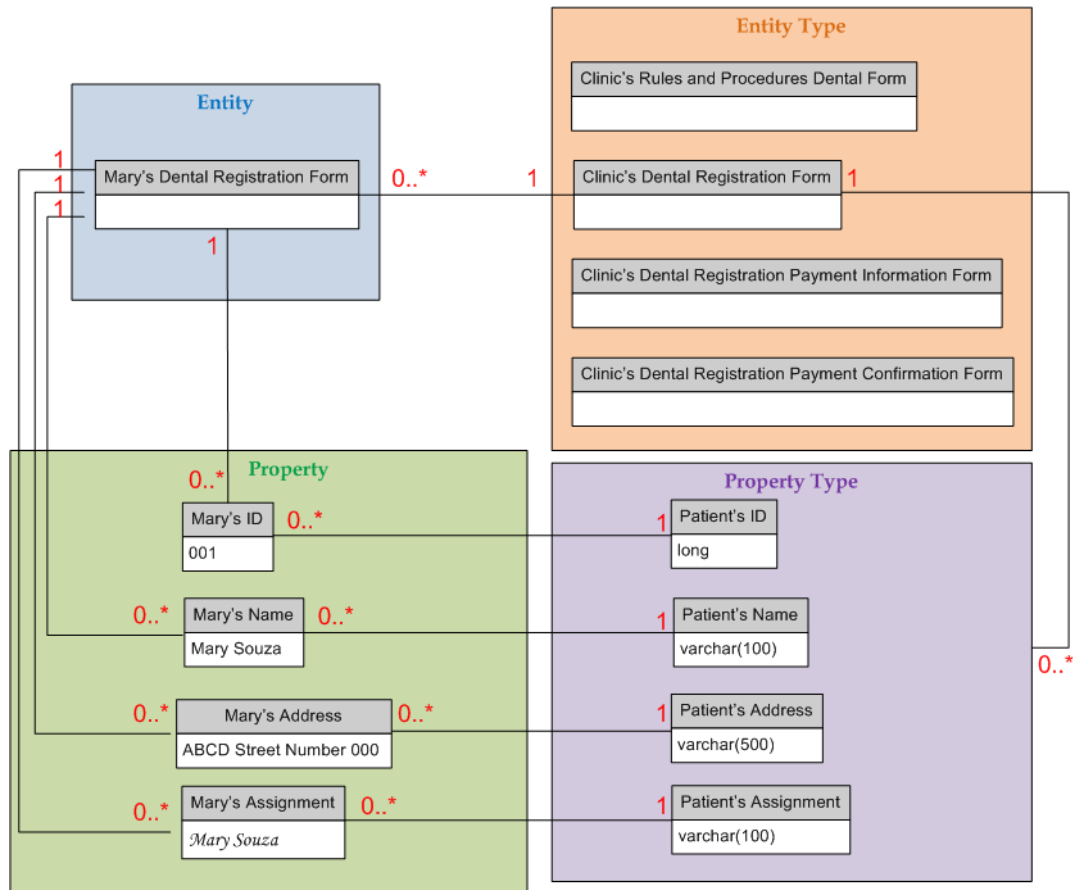 Entity Type
Clinic's Rules and Procedures Dental Form
Entity
1
Mary's Dental Registration Form
0..*
1
Clinic's Dental Registration Form
1
1
1
1
Clinic's Dental Registration Payment Information Form
Clinic's Dental Registration Payment Confirmation Form
Property
0..*
Property Type
Mary's ID
0..*
1
Patient's ID
001
long
0..*
Mary's Name
0..*
1
Patient's Name
Mary Souza
varchar(100)
0..*
0..*
Mary's Address
0..*
1
Patient's Address
ABCD Street Number 000
varchar(500)
0..*
Mary's Assignment
0..*
1
Patient's Assignment
Mary Souza
varchar(100)